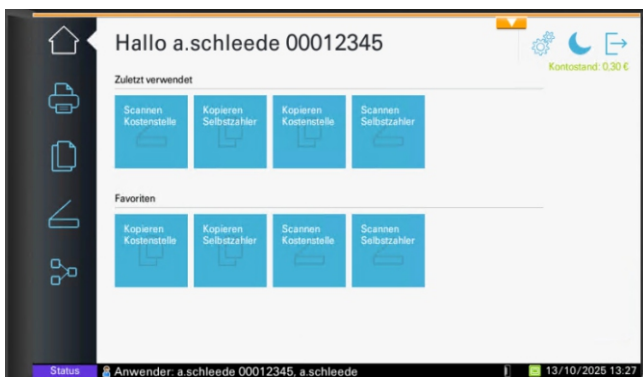 Hallo a.schleede 00012345
Kontostand: 0,30 €
Zuletzt verwendet
Scannen
Kostenstelle
Kopieren
Selbstzahler
Kopieren
Kostenstelle
Scannen
Selbstzahler
Favoriten
Kopieren
Kostenstelle
Kopieren
Selbstzahler
Scannen
Kostenstelle
Scannen
Selbstzahler
Status
Anwender: a.schleede 00012345, a.schleede
13/10/2025 13:27